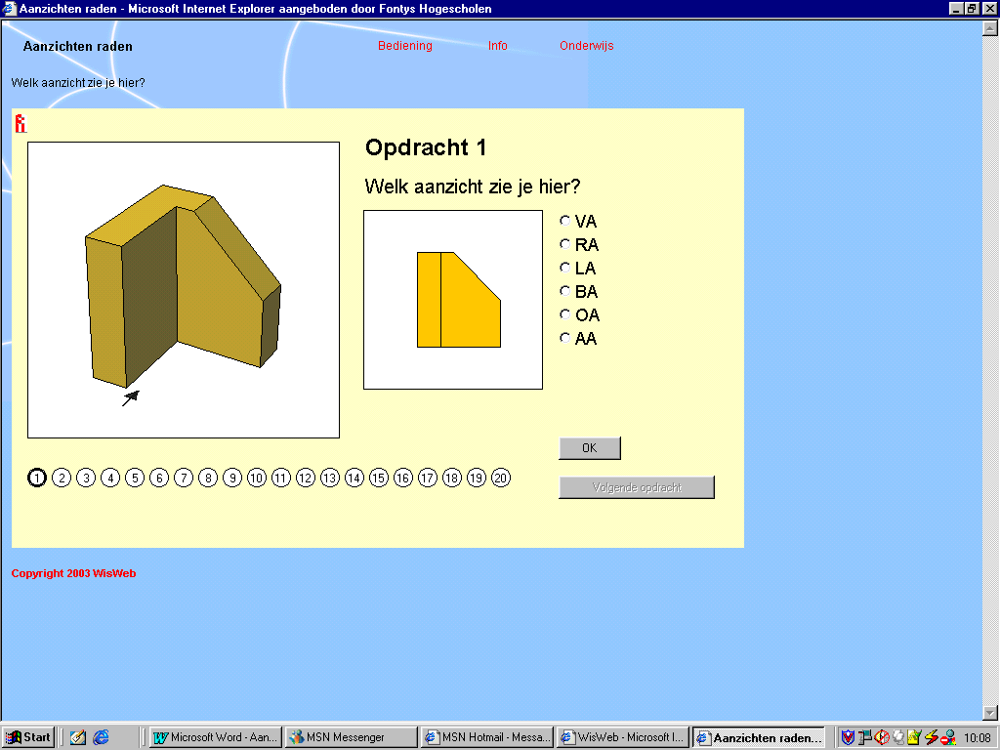 Aanzichten raden - Microsoft Internet Explorer aangeboden door Fontys Hogescholen
Aanzichten raden
Bediening Info Onderwijs
Welk aanzicht zie je hier?
Opdracht 1
Welk aanzicht zie je hier?
VA
RA
LA
BA
OA
AA
OK
1 2 3 4 5 6 7 8 9 10 11 12 13 14 15 16 17 18 19 20
Volgende opdracht
Copyright 2003 WisWeb
Start Microsoft Word - Aan... MSN Messenger MSN Hotmail - Messa... WisWeb - Microsoft I... Aanzichten raden... 10:08